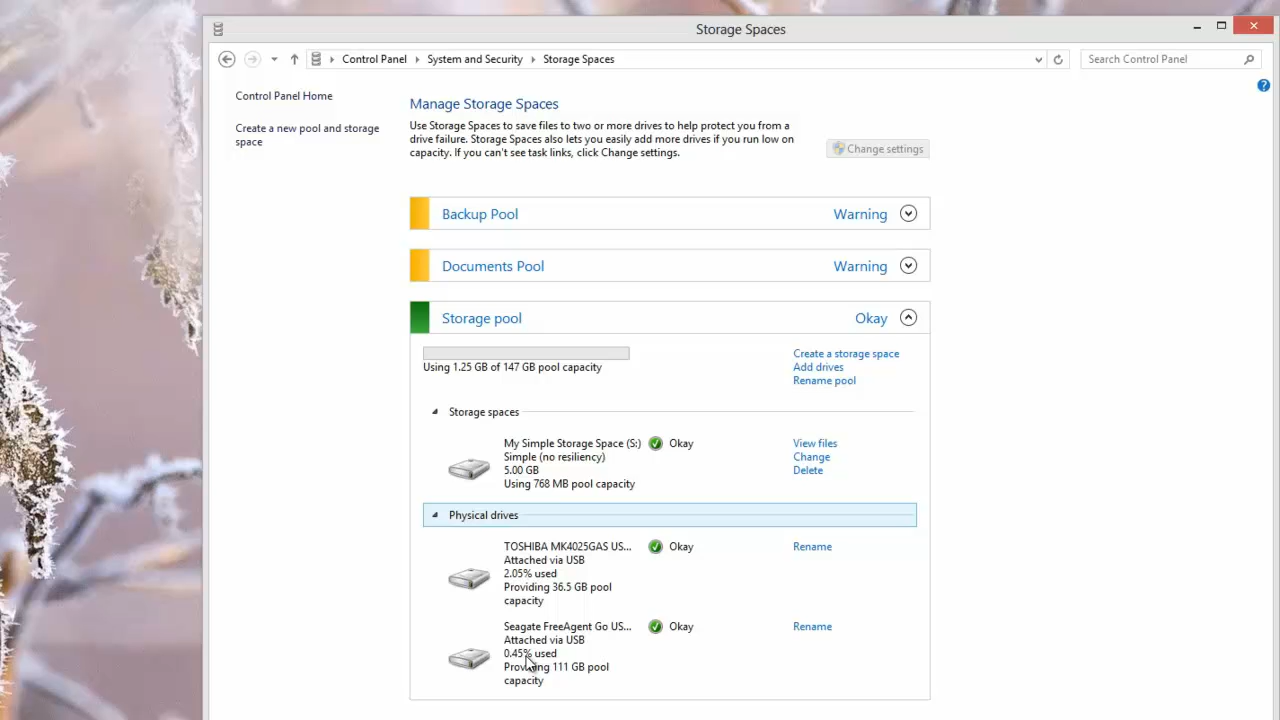 Storage Spaces
Control Panel
System and Security
Storage Spaces
Search Control Panel
Control Panel Home
Create a new pool and storage
space
Manage Storage Spaces
Use Storage Spaces to save files to two or more drives to help protect you from a
drive failure. Storage Spaces also lets you easily add more drives if you run low on
capacity. If you can't see task links, click Change settings.
Change settings
Backup Pool Warning
Documents Pool Warning
Storage pool Okay
Using 1.25 GB of 147 GB pool capacity
Create a storage space
Add drives
Rename pool
Storage spaces
My Simple Storage Space (S:) Okay
Simple (no resiliency)
5.00 GB
Using 768 MB pool capacity
View files
Change
Delete
Physical drives
TOSHIBA MK4025GAS US... Okay Rename
Attached via USB
2.05% used
Providing 36.5 GB pool
capacity
Seagate FreeAgent Go US... Okay Rename
Attached via USB
0.45% used
Providing 111 GB pool
capacity